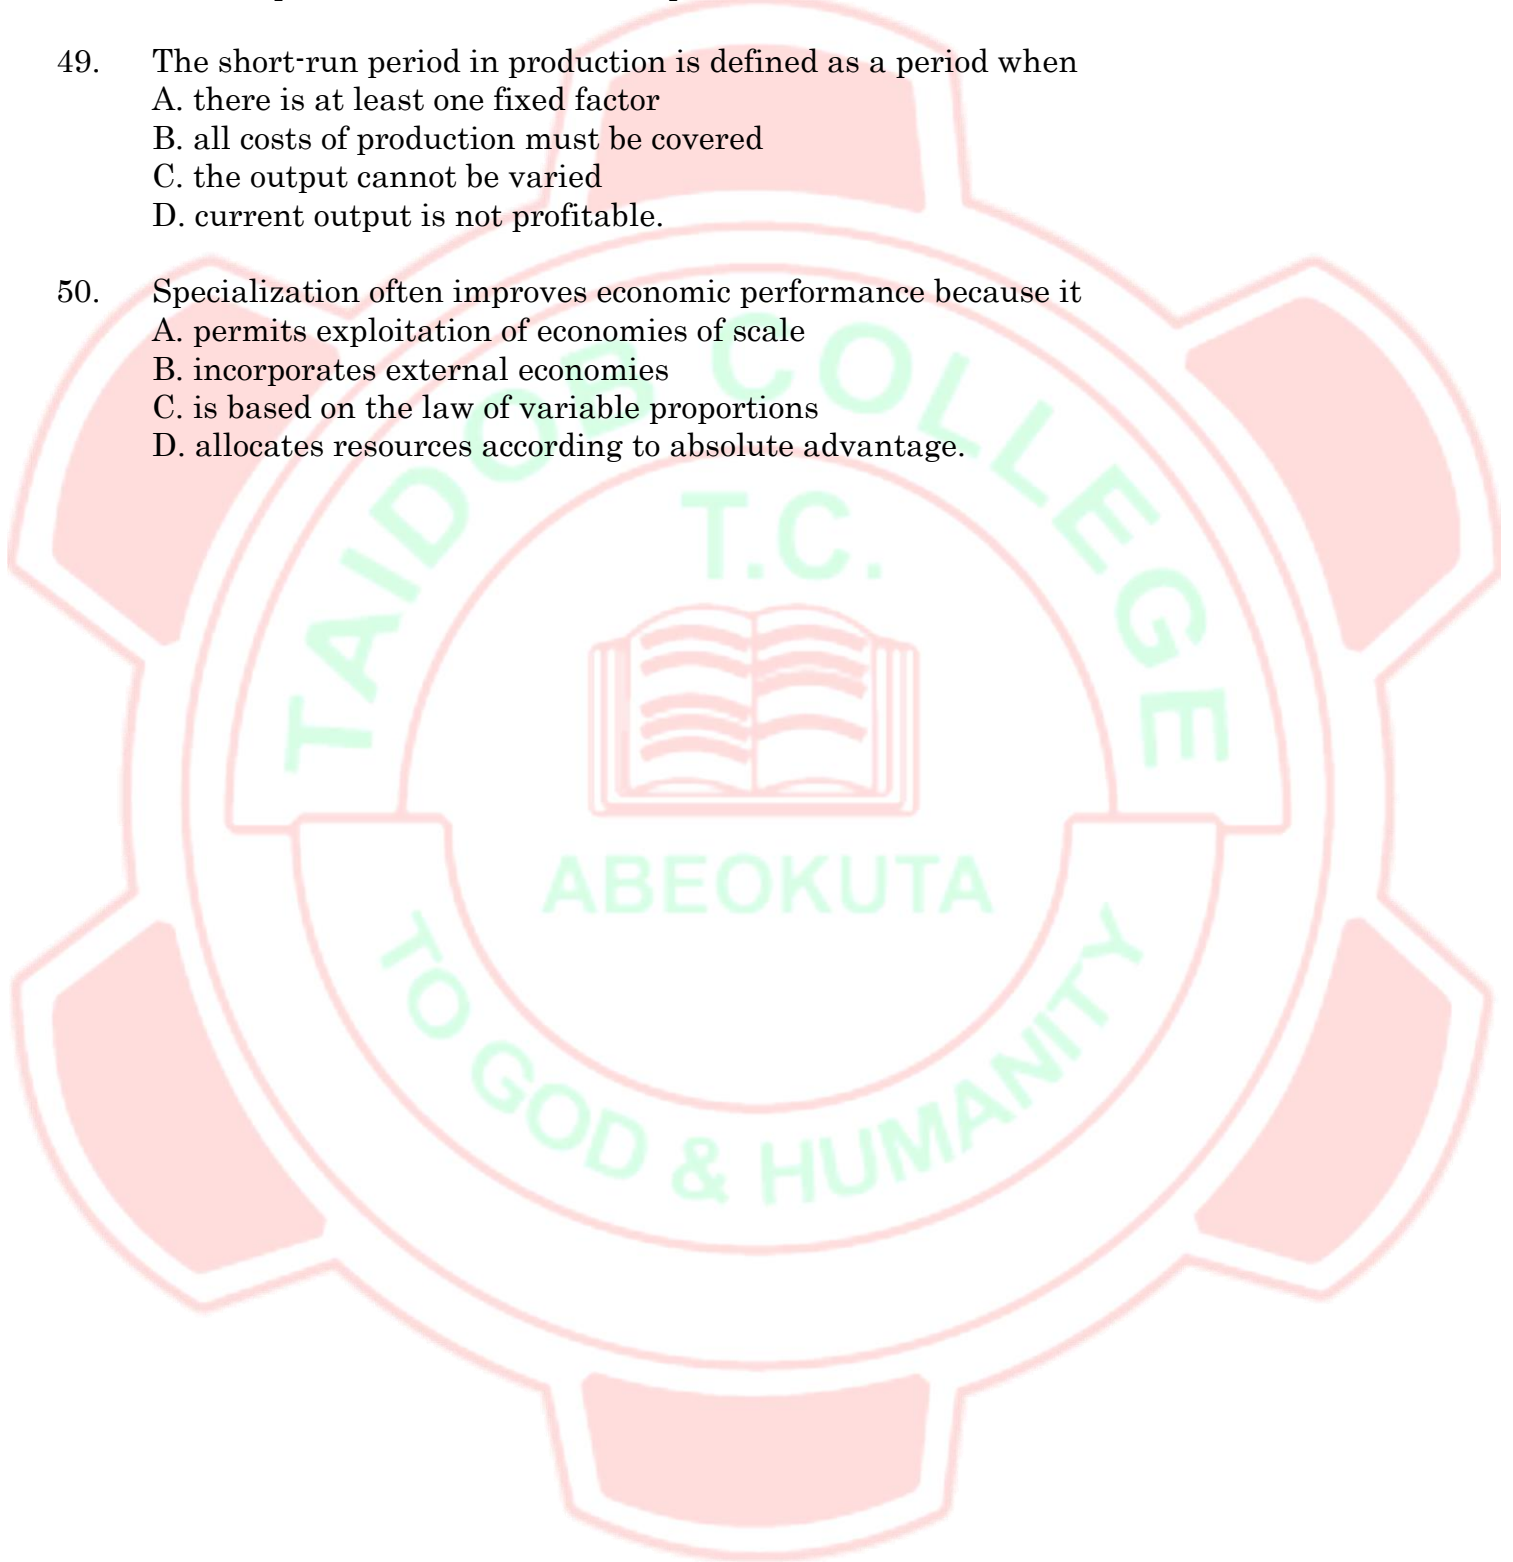 49. The short-run period in production is defined as a period when
A. there is at least one fixed factor
B. all costs of production must be covered
C. the output cannot be varied
D. current output is not profitable.
50. Specialization often improves economic performance because it
A. permits exploitation of economies of scale
B. incorporates external economies
C. is based on the law of variable proportions
D. allocates resources according to absolute advantage.
TAIDOB COLLEGE
T.C.
ABEOKUTA
TO GOD & HUMANITY